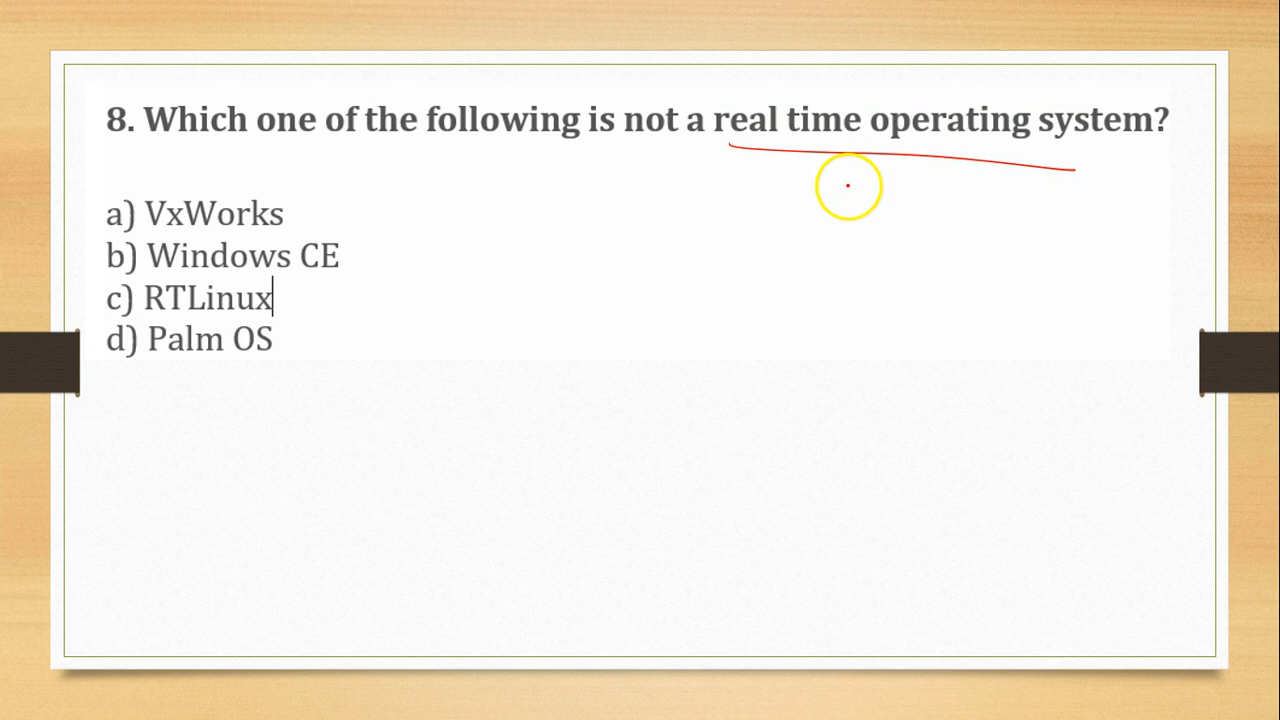 8. Which one of the following is not a real time operating system?
a) VxWorks
b) Windows CE
c) RTLinux
d) Palm OS